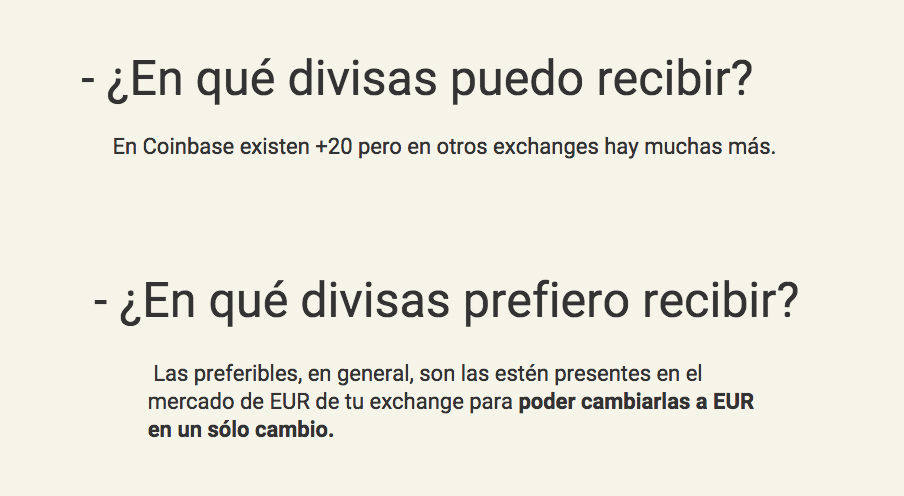 - ¿En qué divisas puedo recibir?
En Coinbase existen +20 pero en otros exchanges hay muchas más.
- ¿En qué divisas prefiero recibir?
Las preferibles, en general, son las estén presentes en el
mercado de EUR de tu exchange para poder cambiarlas a EUR
en un sólo cambio.